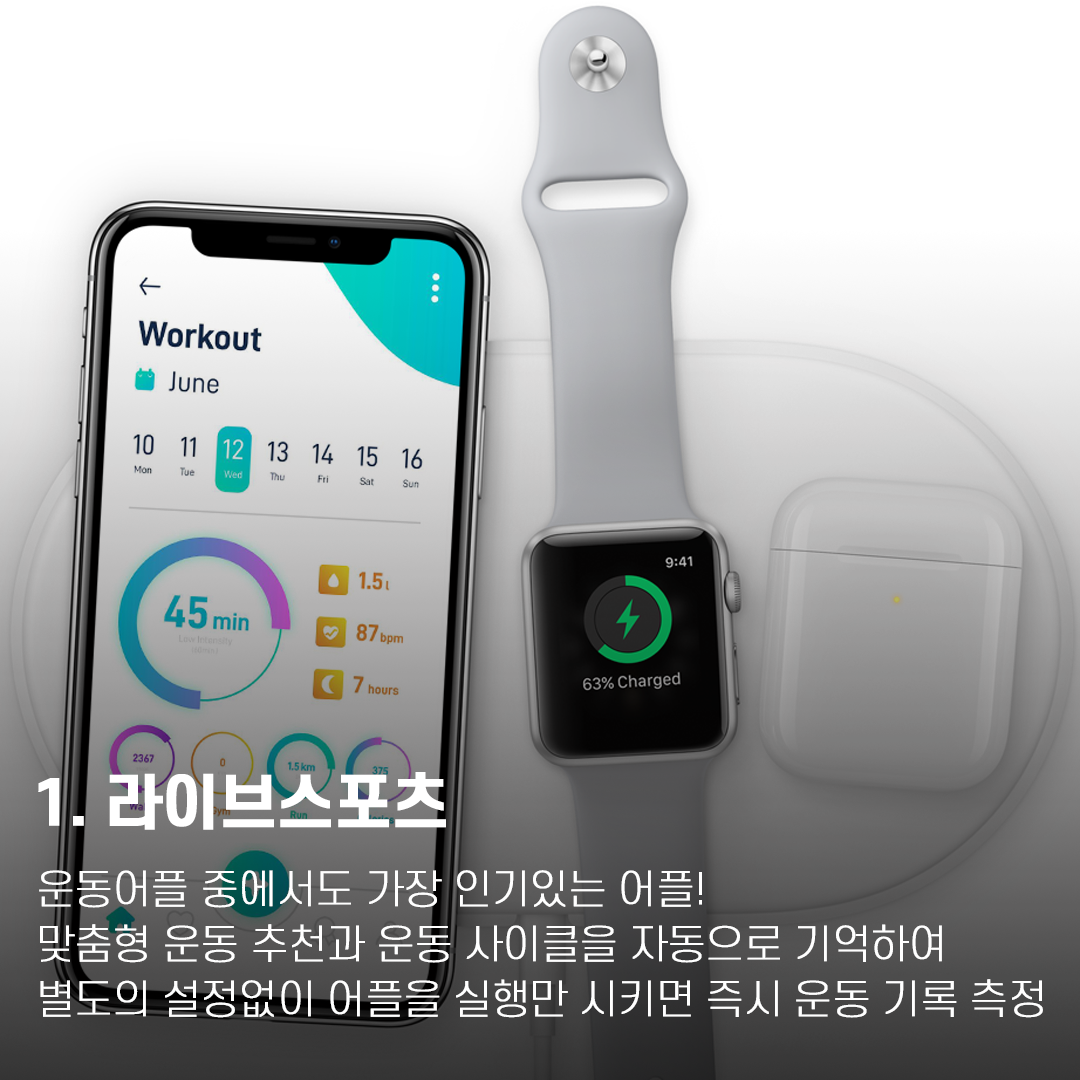 Workout
June
10 11 12 13 14 15 16
Mon Tue Wed Thu Fri Sat Sun
1.5 l
45 min
87 bpm
7 hours
9:41
63% Charged
2367 0 1.5 km 375
Run
1. 라이브스포츠
운동어플 중에서도 가장 인기있는 어플!
맞춤형 운동 추천과 운동 사이클을 자동으로 기억하여
별도의 설정없이 어플을 실행만 시키면 즉시 운동 기록 측정